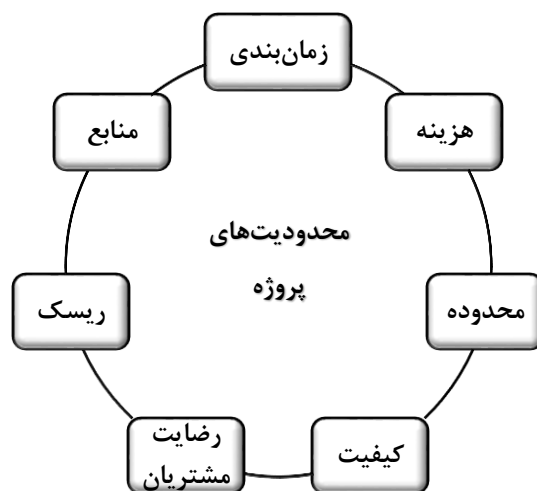 زمان‌بندی
هزینه
منابع
محدودیت‌های
پروژه
محدوده
ریسک
کیفیت
رضایت
مشتریان